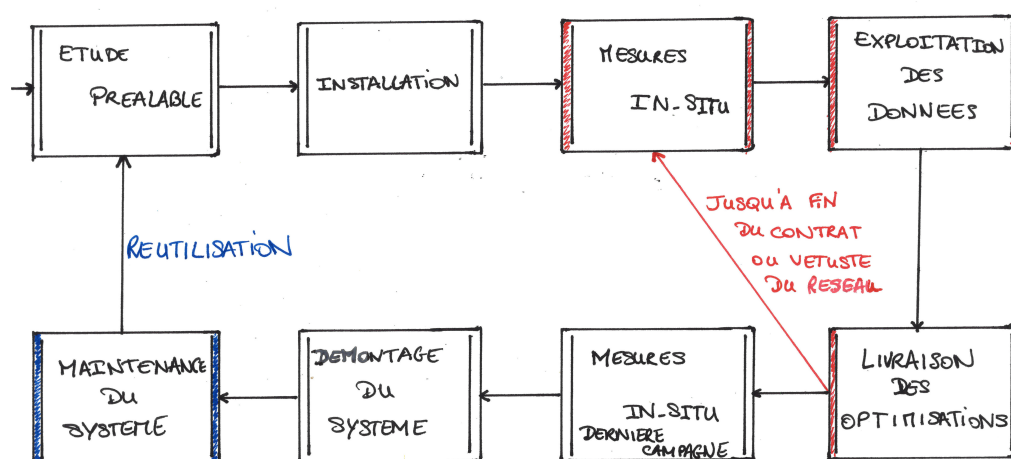 ETUDE
PREALABLE
INSTALLATION
MESURES
IN-SITU
EXPLOITATION
DES
DONNEES
REUTILISATION
JUSQU'A FIN
DU CONTRAT
OU VETUSTE
DU RESEAU
MAINTENANCE
DU
SYSTEME
DEMONTAGE
DU
SYSTEME
MESURES
IN-SITU
DERNIERE
CAMPAGNE
LIVRAISON
DES
OPTIMISATIONS